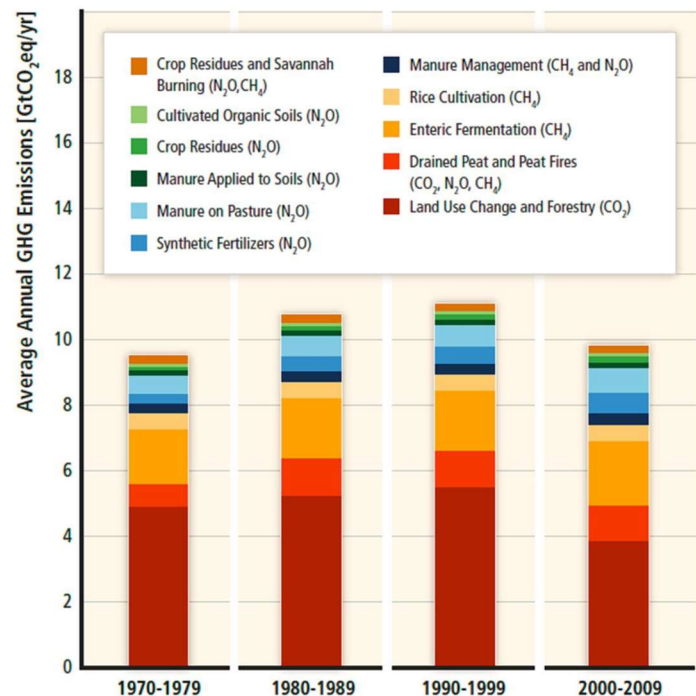 Average Annual GHG Emissions [GtCO₂eq/yr]
18
16
14
12
10
8
6
4
2
0
Crop Residues and Savannah
Burning (N₂O,CH₄)
Cultivated Organic Soils (N₂O)
Crop Residues (N₂O)
Manure Applied to Soils (N₂O)
Manure on Pasture (N₂O)
Synthetic Fertilizers (N₂O)
Manure Management (CH₄ and N₂O)
Rice Cultivation (CH₄)
Enteric Fermentation (CH₄)
Drained Peat and Peat Fires
(CO₂, N₂O, CH₄)
Land Use Change and Forestry (CO₂)
1970-1979
1980-1989
1990-1999
2000-2009